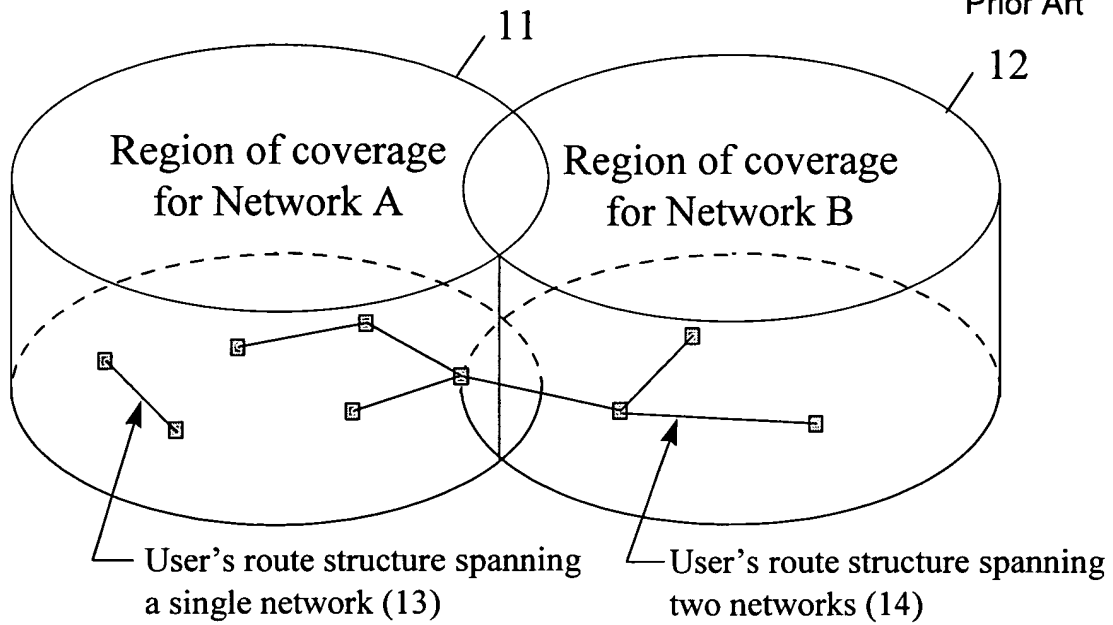 Prior Art
11
12
Region of coverage
for Network A
Region of coverage
for Network B
User's route structure spanning
a single network (13)
User's route structure spanning
two networks (14)